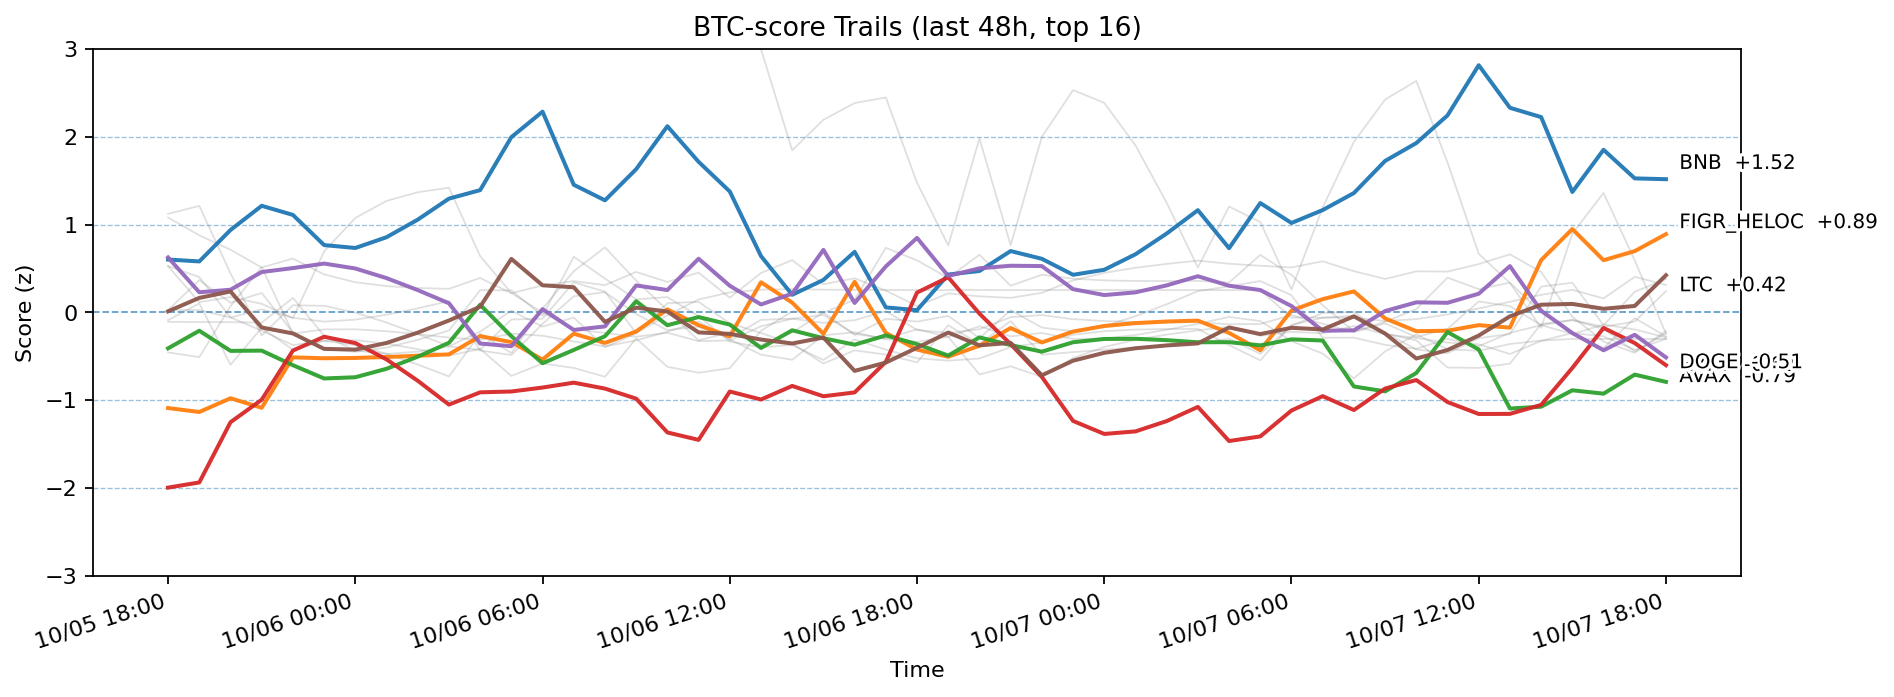 BTC-score Trails (last 48h, top 16)
Score (z)
3
2
1
0
−1
−2
−3
BNB +1.52
FIGR_HELOC +0.89
LTC +0.42
DOGE -0.51
AVAX -0.79
10/05 18:00
10/06 00:00
10/06 06:00
10/06 12:00
10/06 18:00
10/07 00:00
10/07 06:00
10/07 12:00
10/07 18:00
Time